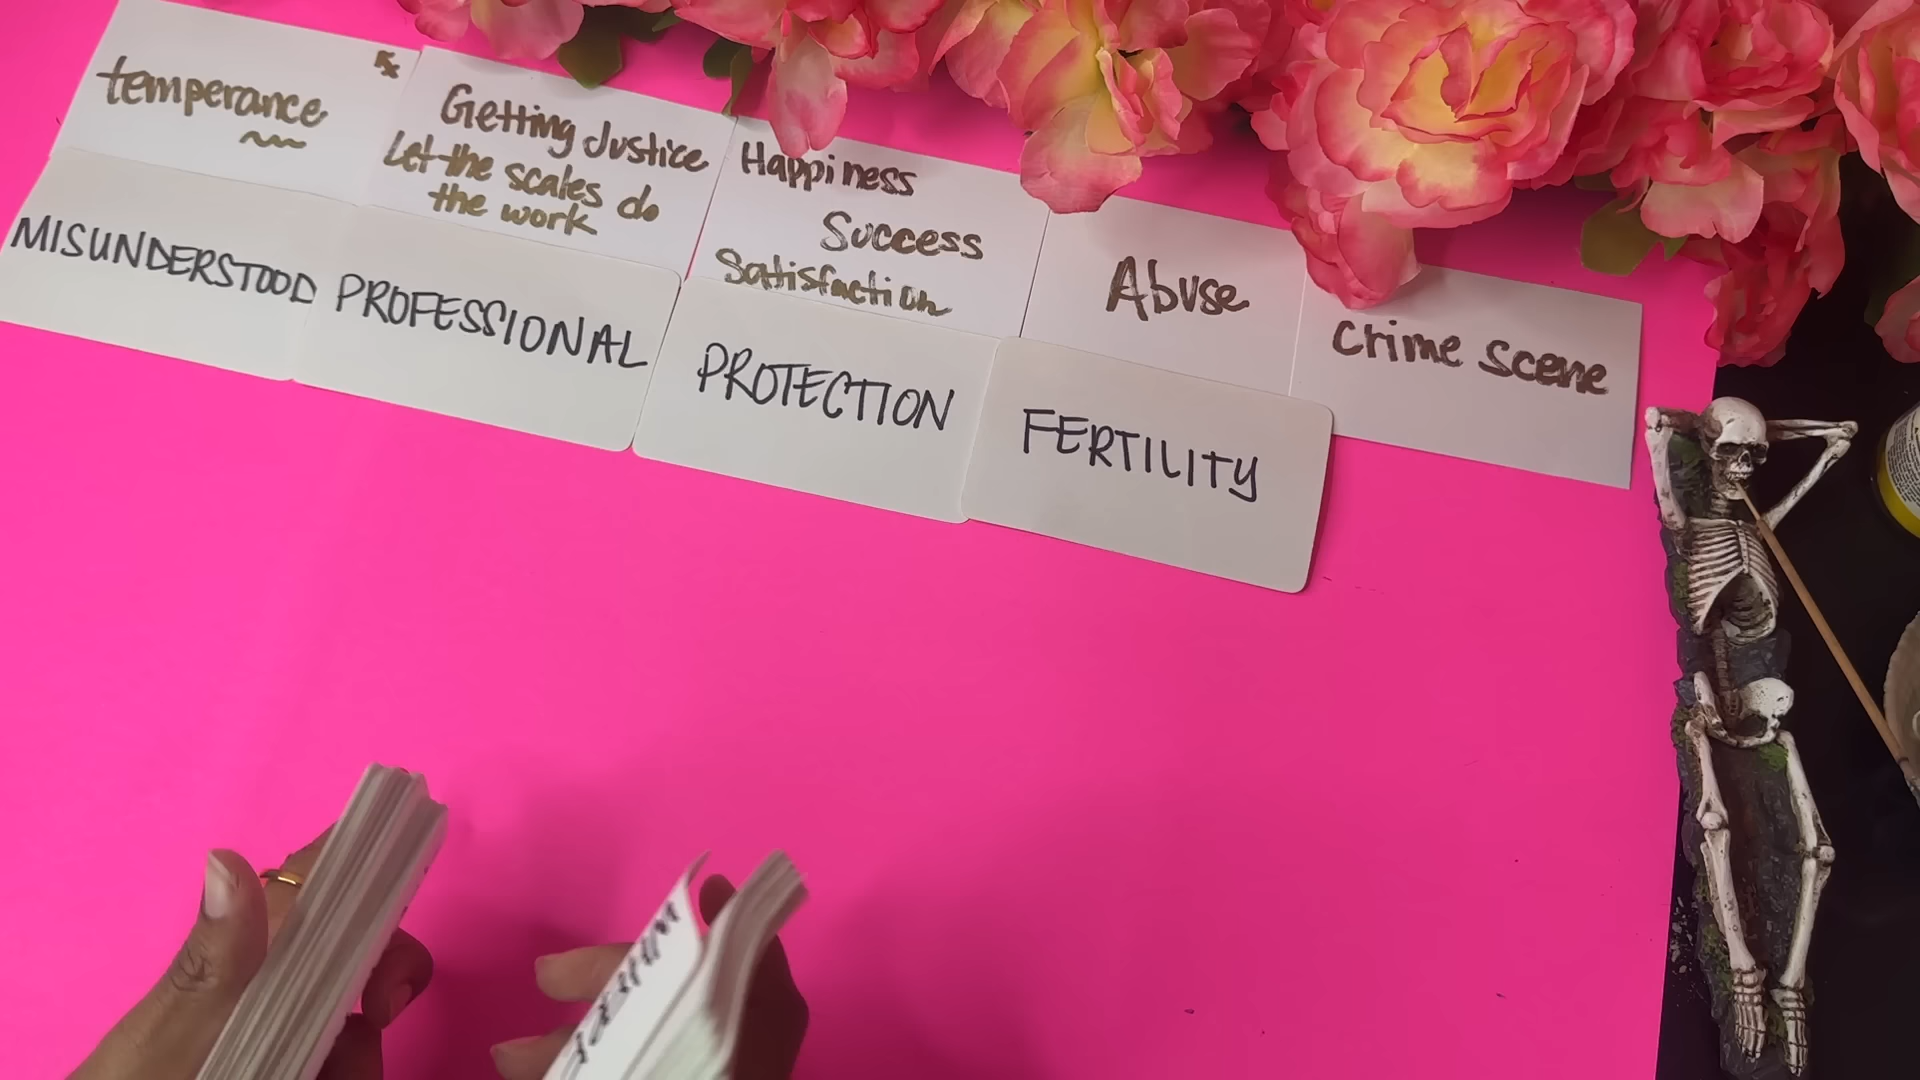 temperance
Getting Justice
Let the scales do
the work
Happiness
Success
Satisfaction
Abuse
Crime Scene
MISUNDERSTOOD
PROFESSIONAL
PROTECTION
FERTILITY